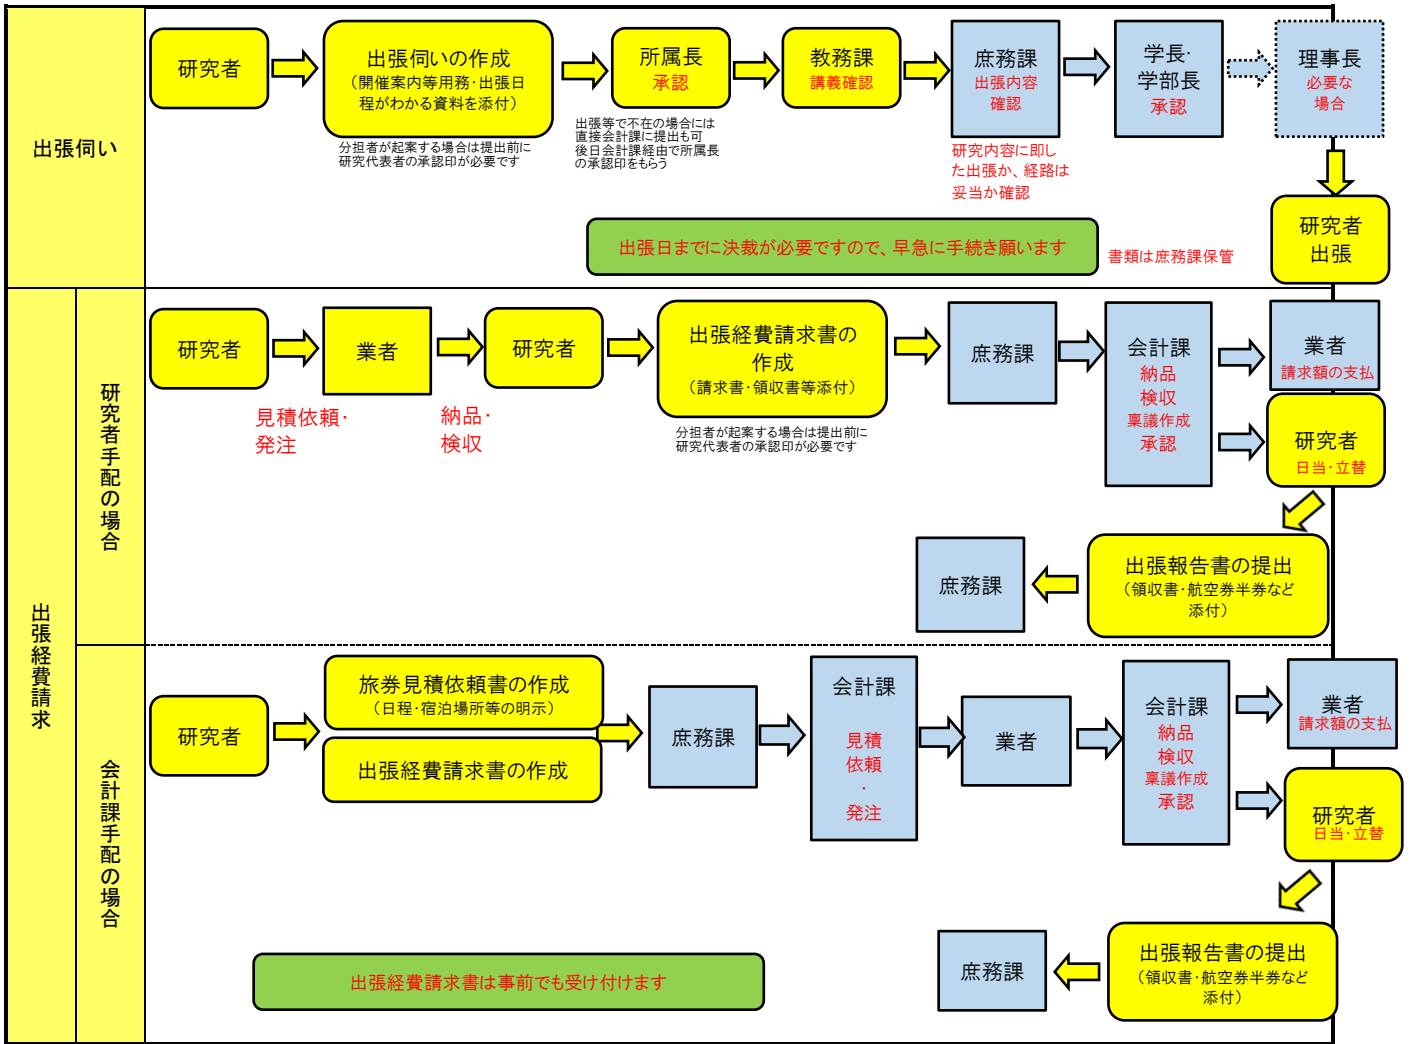 出張伺い
研究者
出張伺いの作成
（開催案内等用務・出張日
程がわかる資料を添付）
分担者が起案する場合は提出前に
研究代表者の承認印が必要です
所属長
承認
出張等で不在の場合には
直接会計課に提出も可
後日会計課経由で所属長
の承認印をもらう
教務課
講義確認
庶務課
出張内容
確認
研究内容に即し
た出張か、経路は
妥当か確認
学長・
学部長
承認
理事長
必要な
場合
研究者
出張
出張日までに決裁が必要ですので、早急に手続き願います
書類は庶務課保管
出張経費請求
研究者手配の場合
研究者
見積依頼・
発注
業者
納品・
検収
研究者
出張経費請求書の
作成
（請求書・領収書等添付）
分担者が起案する場合は提出前に
研究代表者の承認印が必要です
庶務課
会計課
納品
検収
稟議作成
承認
業者
請求額の支払
研究者
日当・立替
出張報告書の提出
（領収書・航空券半券など
添付）
庶務課
会計課手配の場合
研究者
旅券見積依頼書の作成
（日程・宿泊場所等の明示）
出張経費請求書の作成
庶務課
会計課
見積
依頼
・
発注
業者
会計課
納品
検収
稟議作成
承認
業者
請求額の支払
研究者
日当・立替
出張報告書の提出
（領収書・航空券半券など
添付）
庶務課
出張経費請求書は事前でも受け付けます